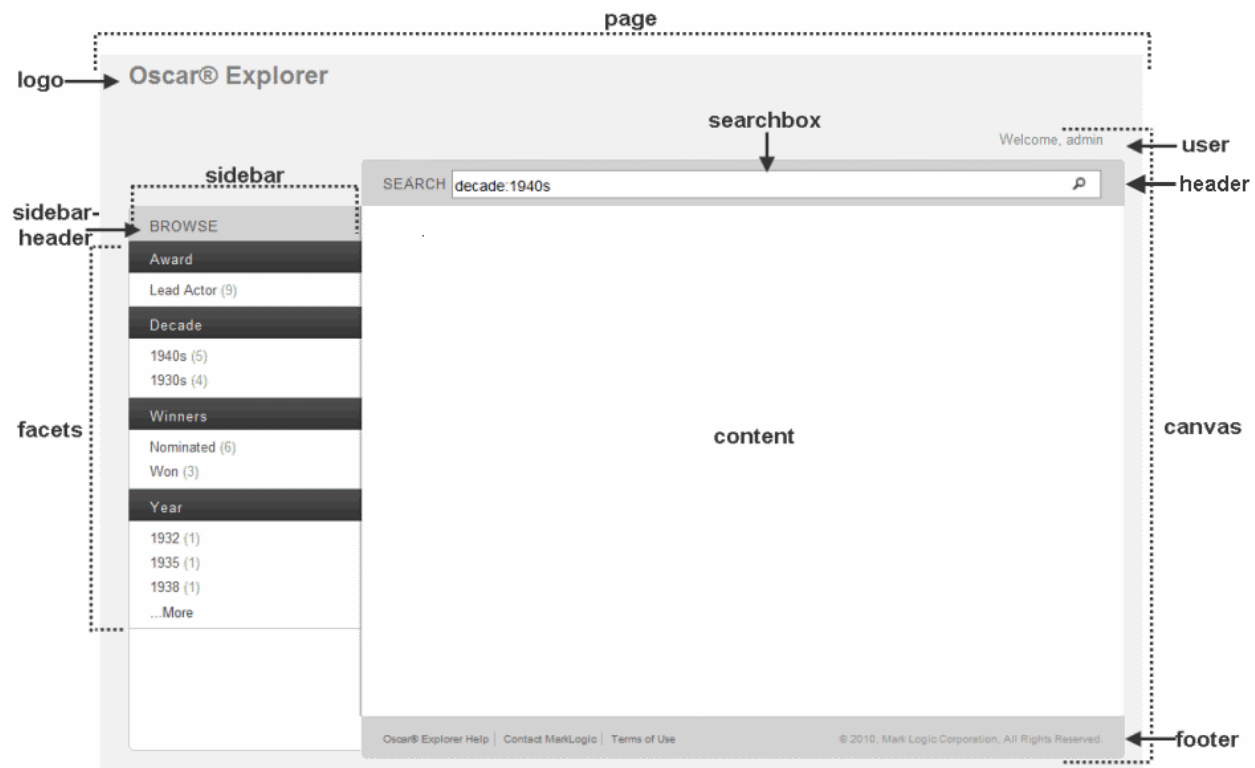 page
logo
Oscar® Explorer
searchbox
Welcome, admin
user
sidebar
SEARCH decade:1940s
header
sidebar-
header
BROWSE
Award
Lead Actor (9)
Decade
1940s (5)
1930s (4)
Winners
Nominated (6)
Won (3)
Year
1932 (1)
1935 (1)
1938 (1)
...More
facets
content
canvas
Oscar® Explorer Help | Contact MarkLogic | Terms of Use
© 2010, Mark Logic Corporation, All Rights Reserved.
footer